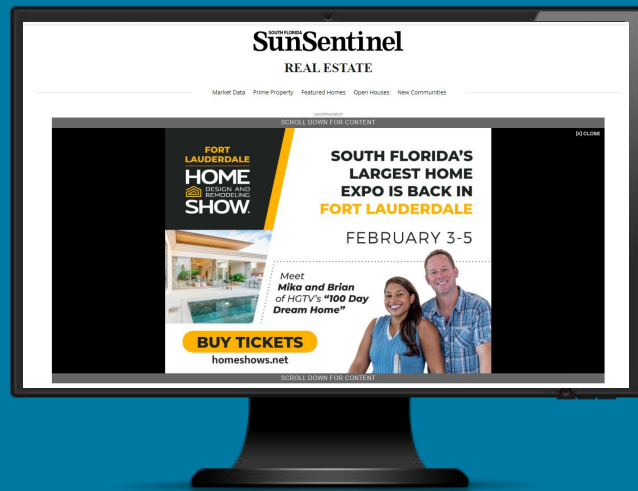 SOUTH FLORIDA
SunSentinel
REAL ESTATE
Market Data Prime Property Featured Homes Open Houses New Communities
ADVERTISEMENT
SCROLL DOWN FOR CONTENT
[X] CLOSE
FORT
LAUDERDALE
HOME
DESIGN AND
REMODELING
SHOW.
SOUTH FLORIDA'S
LARGEST HOME
EXPO IS BACK IN
FORT LAUDERDALE
FEBRUARY 3-5
Meet
Mika and Brian
of HGTV's "100 Day
Dream Home"
BUY TICKETS
homeshows.net
SCROLL DOWN FOR CONTENT